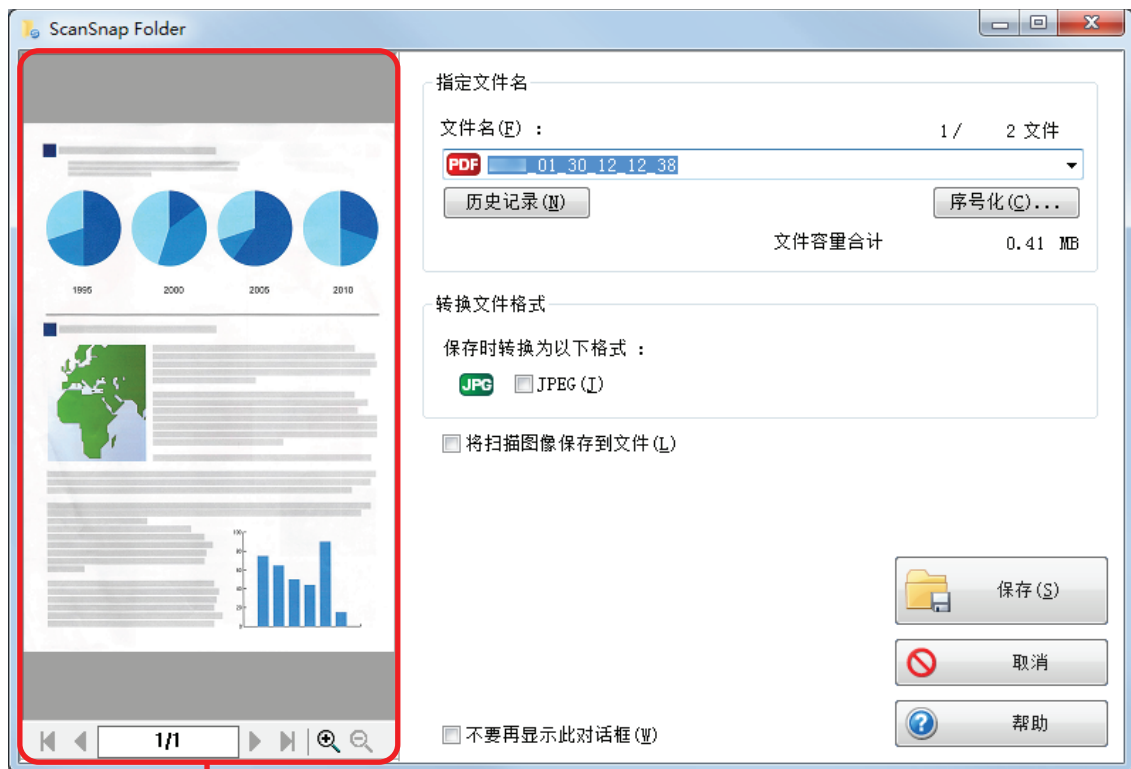 ScanSnap Folder
指定文件名
文件名(F) :
1/ 2 文件
PDF _01_30_12_12_38
历史记录(N)
序号化(C)...
文件容量合计 0.41 MB
转换文件格式
保存时转换为以下格式 :
JPG JPEG(J)
将扫描图像保存到文件(L)
保存(S)
取消
不要再显示此对话框(W)
帮助
1995 2000 2005 2010
1/1